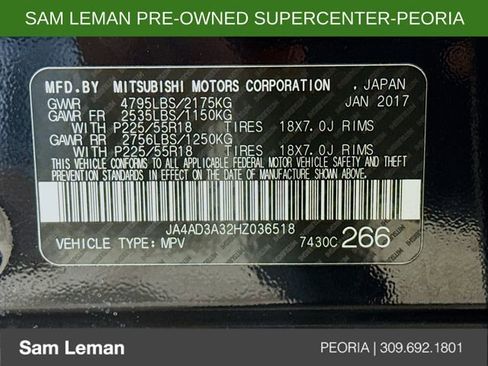 SAM LEMAN PRE-OWNED SUPERCENTER-PEORIA
MFD.BY MITSUBISHI MOTORS CORPORATION . JAPAN
GVWR 4795LBS/2175KG JAN 2017
GAWR FR 2535LBS/1150KG
WITH P225/55R18 TIRES 18X7.0J RIMS
GAWR RR 2756LBS/1250KG
WITH P225/55R18 TIRES 18X7.0J RIMS
THIS VEHICLE CONFORMS TO ALL APPLICABLE FEDERAL MOTOR VEHICLE SAFETY AND
THEFT PREVENTION STANDARDS IN EFFECT ON THE DATE OF MANUFACTURE SHOWN ABOVE.
JA4AD3A32HZ036518
VEHICLE TYPE:MPV 7430C 266
Sam Leman PEORIA | 309.692.1801